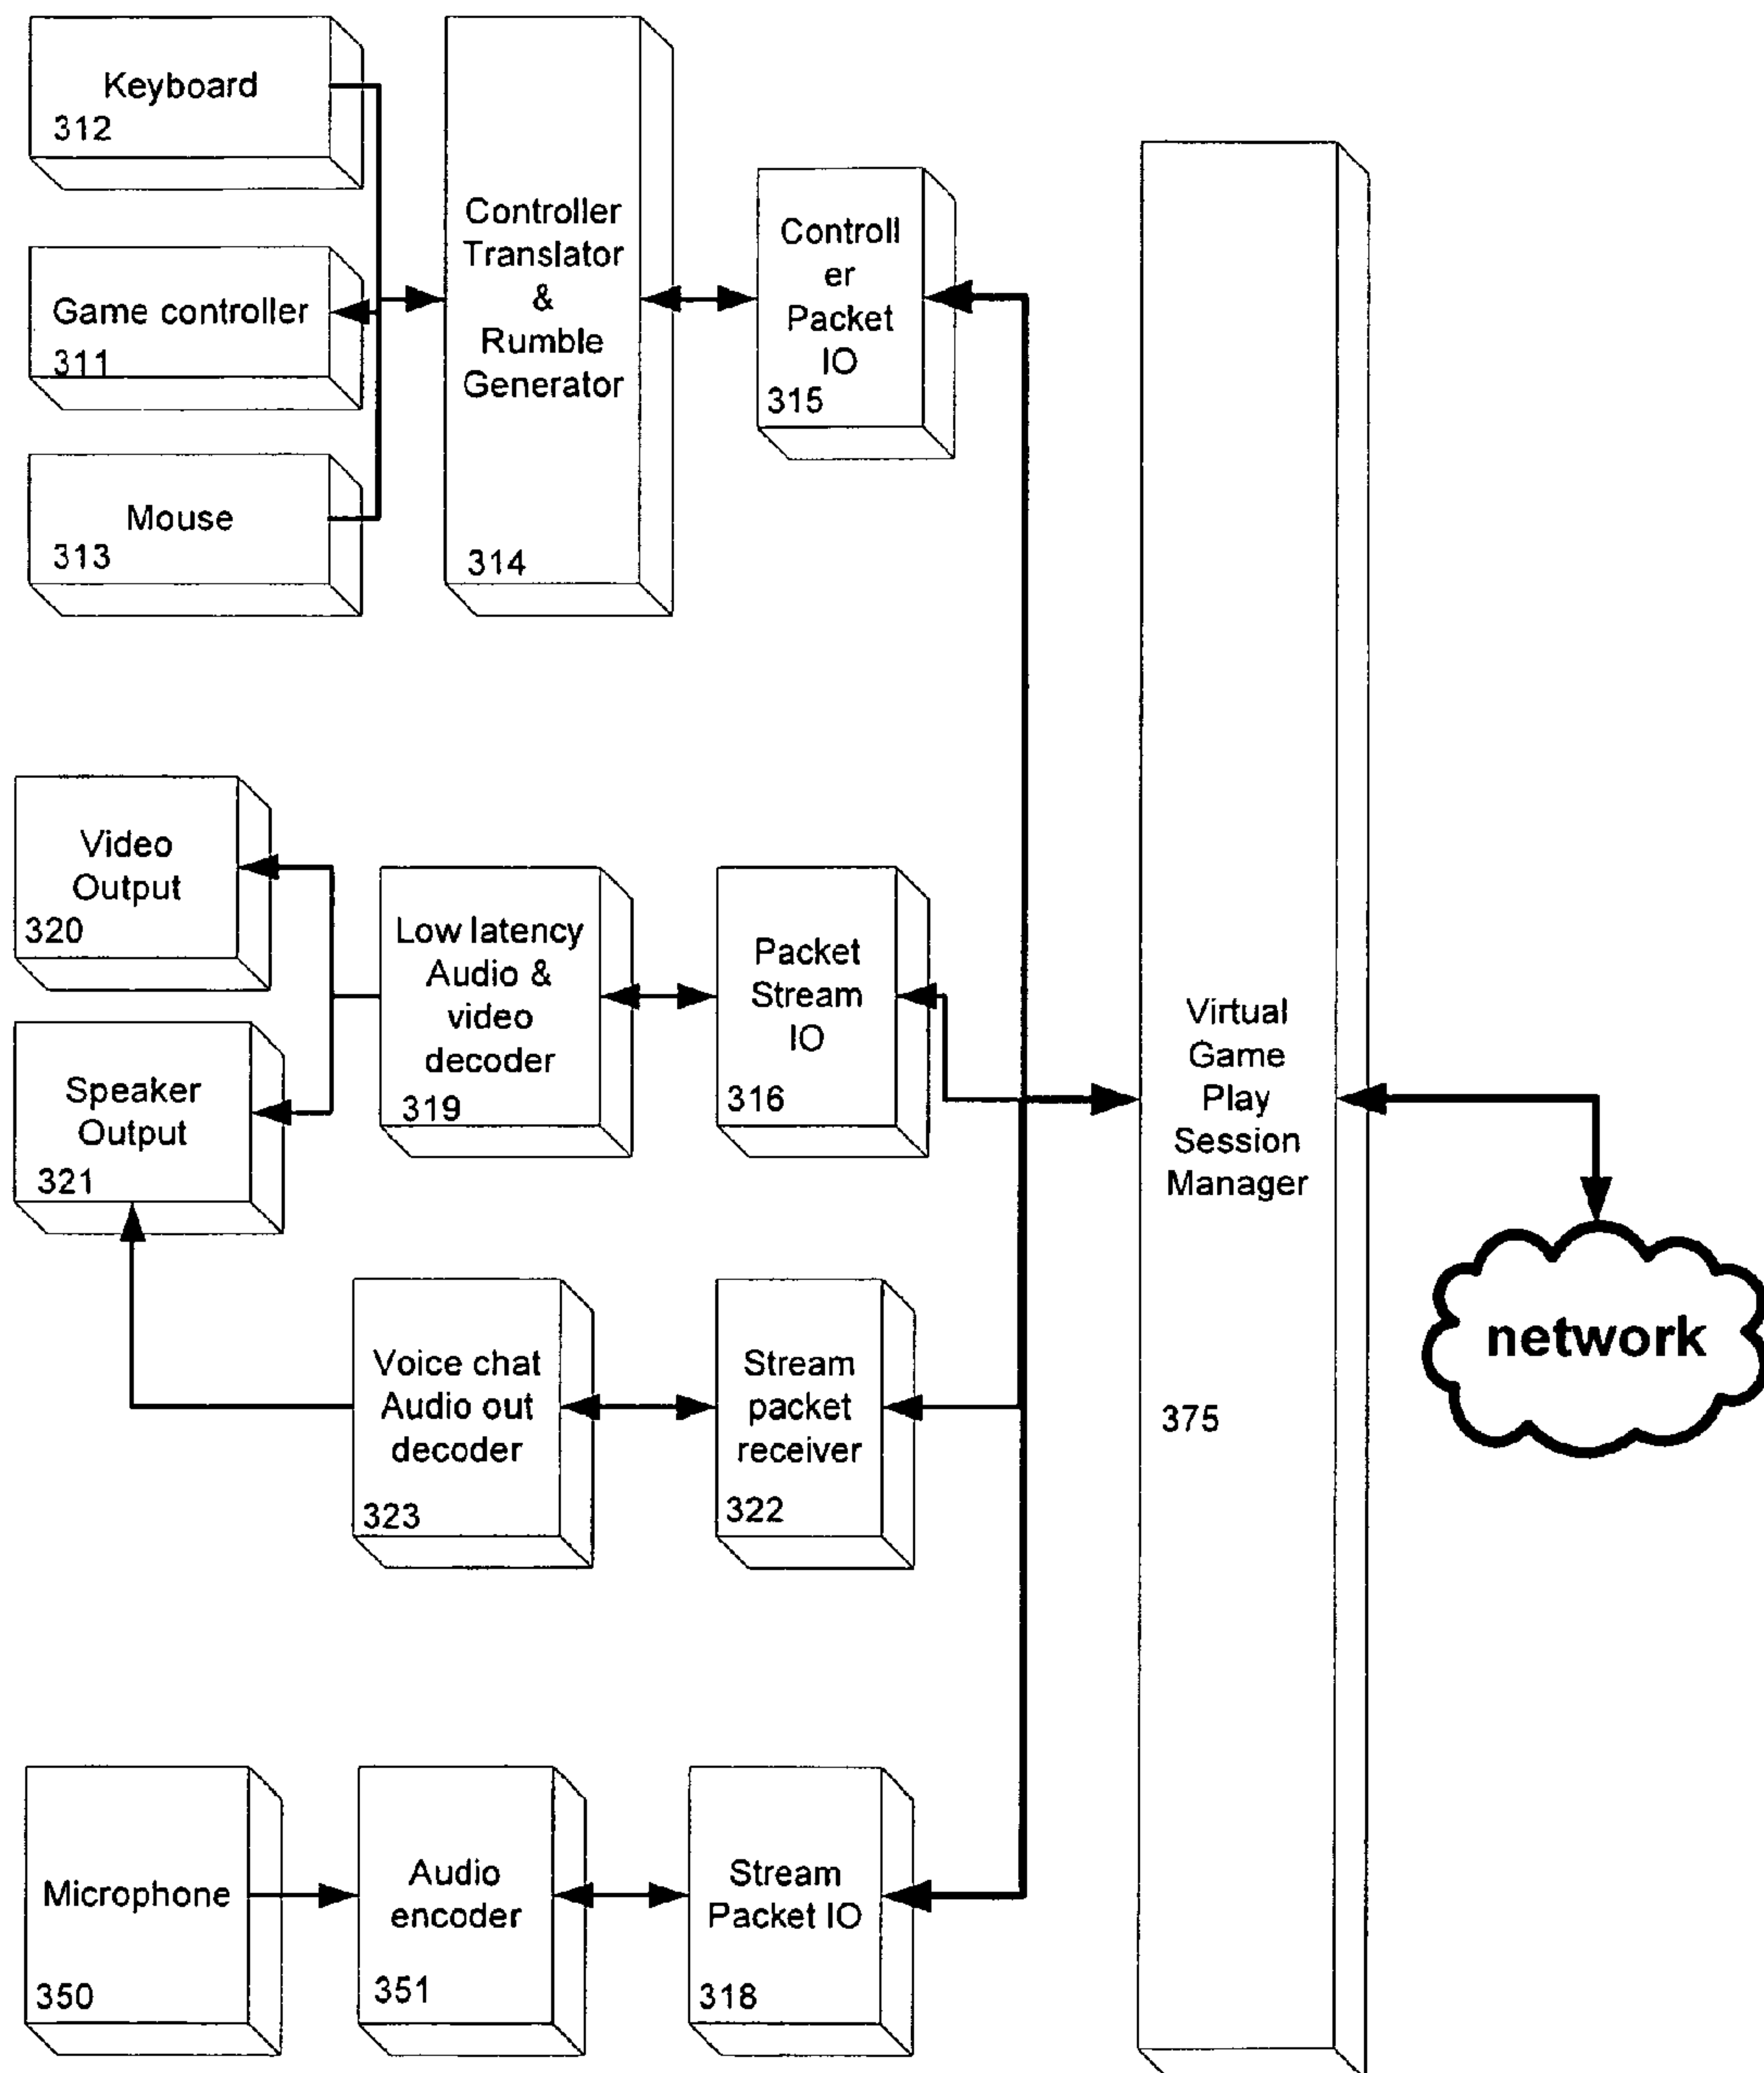 Keyboard
312
Game controller
311
Mouse
313
Controller
Translator
&
Rumble
Generator
314
Controll
er
Packet
IO
315
Video
Output
320
Speaker
Output
321
Low latency
Audio &
video
decoder
319
Packet
Stream
IO
316
Voice chat
Audio out
decoder
323
Stream
packet
receiver
322
Microphone
350
Audio
encoder
351
Stream
Packet IO
318
Virtual
Game
Play
Session
Manager
375
network